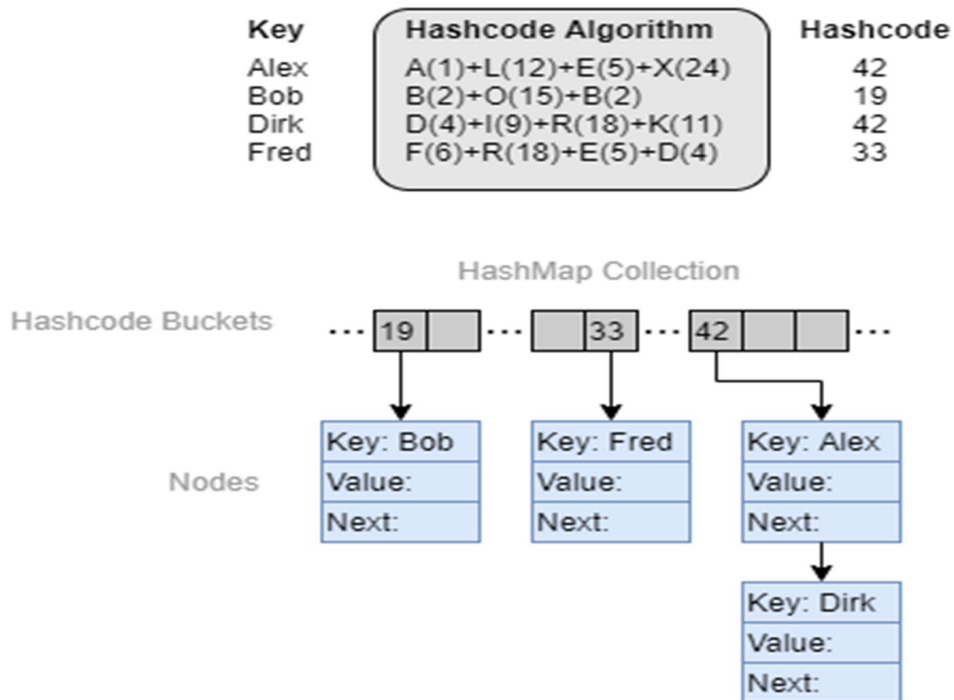 Key Hashcode Algorithm Hashcode
Alex A(1)+L(12)+E(5)+X(24) 42
Bob B(2)+O(15)+B(2) 19
Dirk D(4)+I(9)+R(18)+K(11) 42
Fred F(6)+R(18)+E(5)+D(4) 33
HashMap Collection
Hashcode Buckets ... 19 ... 33 ... 42 ...
Key: Bob Key: Fred Key: Alex
Nodes Value: Value: Value:
Next: Next: Next:
Key: Dirk
Value:
Next: